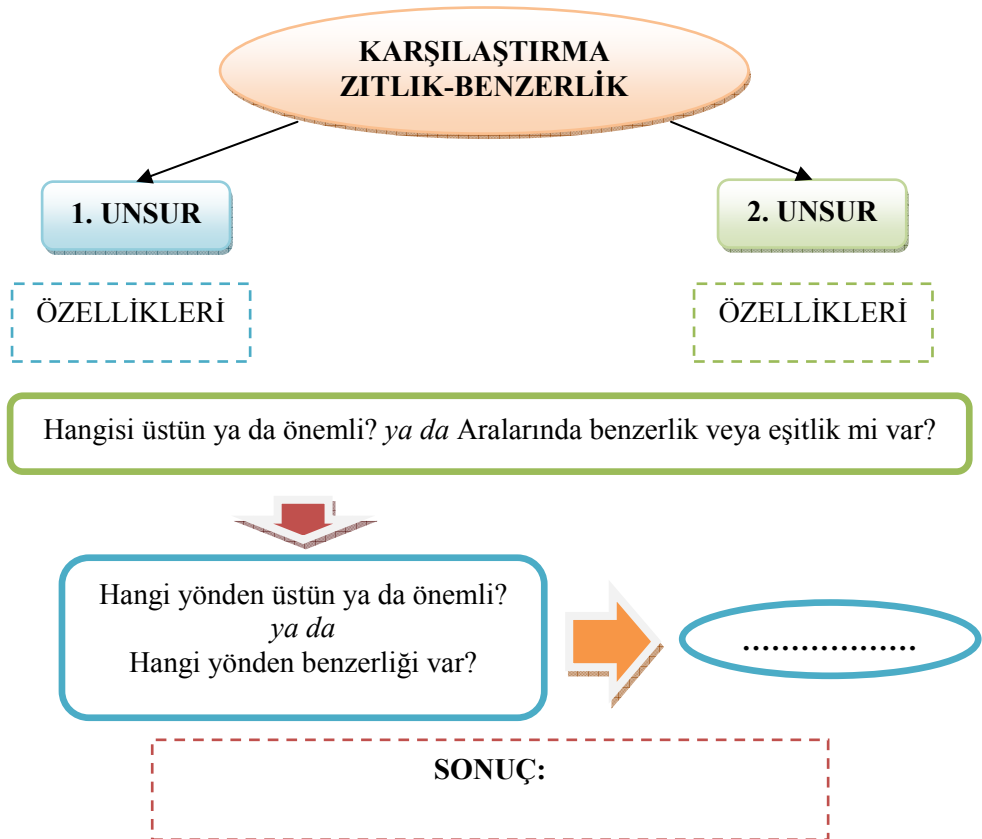 KARŞILAŞTIRMA
ZITLIK-BENZERLİK
1. UNSUR
2. UNSUR
ÖZELLİKLERİ
ÖZELLİKLERİ
Hangisi üstün ya da önemli? ya da Aralarında benzerlik veya eşitlik mi var?
Hangi yönden üstün ya da önemli?
ya da
Hangi yönden benzerliği var?
..................
SONUÇ: